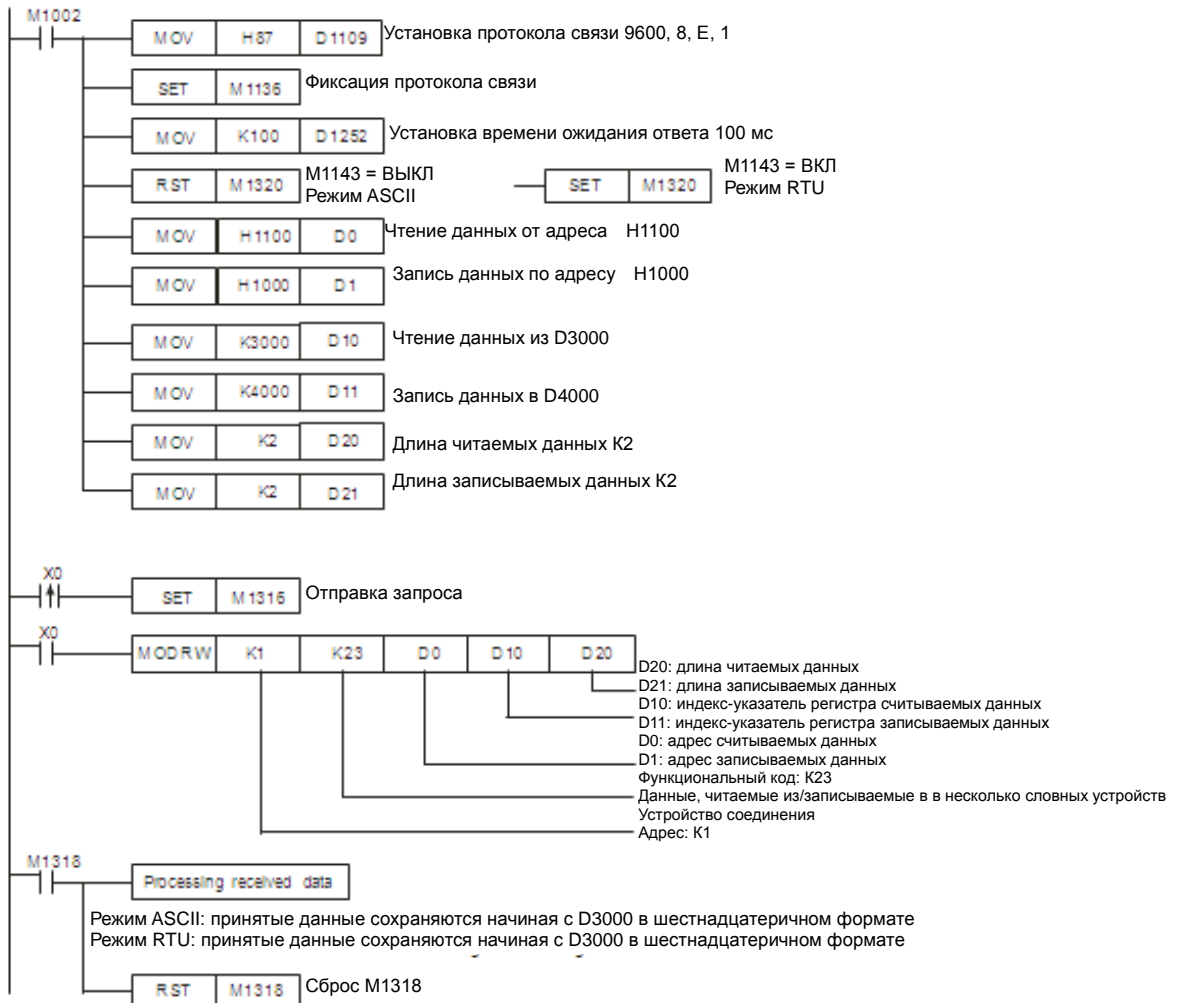 M1002
MOV H87 D1109 Установка протокола связи 9600, 8, E, 1
SET M1136 Фиксация протокола связи
MOV K100 D1252 Установка времени ожидания ответа 100 мс
RST M1320 M1143 = ВЫКЛ
Режим ASCII
SET M1320 M1143 = ВКЛ
Режим RTU
MOV H1100 D0 Чтение данных от адреса H1100
MOV H1000 D1 Запись данных по адресу H1000
MOV K3000 D10 Чтение данных из D3000
MOV K4000 D11 Запись данных в D4000
MOV K2 D20 Длина читаемых данных К2
MOV K2 D21 Длина записываемых данных К2
X0
SET M1316 Отправка запроса
X0
MODRW K1 K23 D0 D10 D20
D20: длина читаемых данных
D21: длина записываемых данных
D10: индекс-указатель регистра считываемых данных
D11: индекс-указатель регистра записываемых данных
D0: адрес считываемых данных
D1: адрес записываемых данных
Функциональный код: К23
Данные, читаемые из/записываемые в в несколько словных устройств
Устройство соединения
Адрес: К1
M1318
Processing received data
Режим ASCII: принятые данные сохраняются начиная с D3000 в шестнадцатеричном формате
Режим RTU: принятые данные сохраняются начиная с D3000 в шестнадцатеричном формате
RST M1318 Сброс М1318